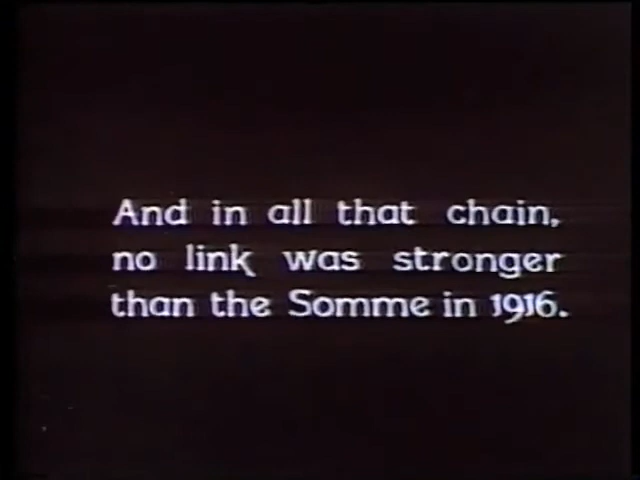 And in all that chain,
no link was stronger
than the Somme in 1916.